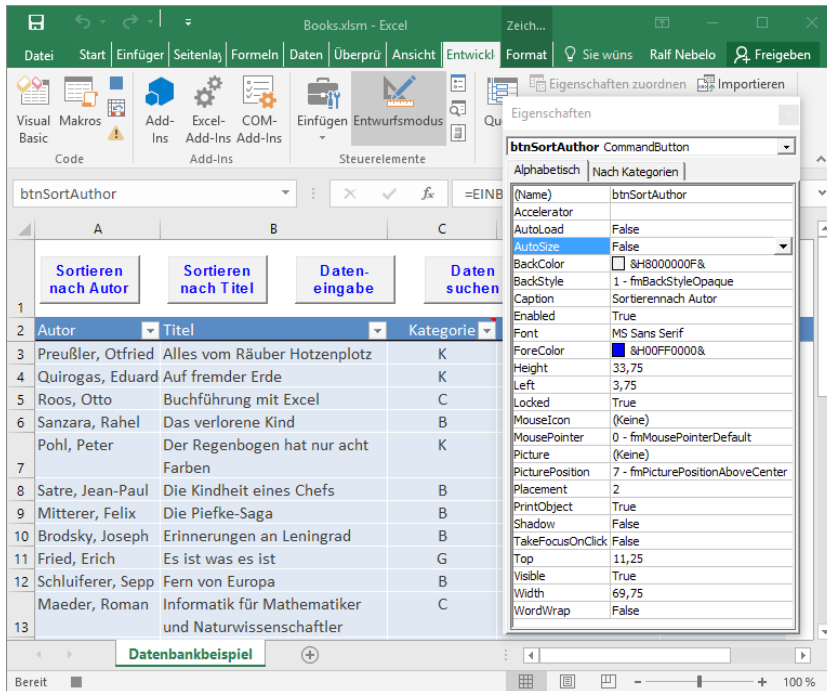 Books.xlsm - Excel
Zeich...
Datei Start Einfüger Seitenlay Formeln Daten Überprü Ansicht Entwickl Format Sie wüns Ralf Nebelo Freigeben
Visual Basic
Makros
Add-Ins
Excel-Add-Ins
COM-Add-Ins
Einfügen
Entwurfsmodus
Qu
Eigenschaften zuordnen
Importieren
Code
Add-Ins
Steuerelemente
btnSortAuthor
fx
=EINB
A B C
Sortieren nach Autor
Sortieren nach Titel
Daten-eingabe
Daten suchen
1
2 Autor Titel Kategorie
3 Preußler, Otfried Alles vom Räuber Hotzenplotz K
4 Quirogas, Eduard Auf fremder Erde K
5 Roos, Otto Buchführung mit Excel C
6 Sanzara, Rahel Das verlorene Kind B
Pohl, Peter Der Regenbogen hat nur acht K
7 Farben
8 Satre, Jean-Paul Die Kindheit eines Chefs B
9 Mitterer, Felix Die Piefke-Saga B
10 Brodsky, Joseph Erinnerungen an Leningrad B
11 Fried, Erich Es ist was es ist G
12 Schluiferer, Sepp Fern von Europa B
Maeder, Roman Informatik für Mathematiker C
13 und Naturwissenschaftler
Datenbankbeispiel
Bereit
100 %
Eigenschaften
btnSortAuthor CommandButton
Alphabetisch Nach Kategorien
(Name) btnSortAuthor
Accelerator
AutoLoad False
AutoSize False
BackColor &H8000000F&
BackStyle 1 - fmBackStyleOpaque
Caption Sortierennach Autor
Enabled True
Font MS Sans Serif
ForeColor &H00FF0000&
Height 33,75
Left 3,75
Locked True
MouseIcon (Keine)
MousePointer 0 - fmMousePointerDefault
Picture (Keine)
PicturePosition 7 - fmPicturePositionAboveCenter
Placement 2
PrintObject True
Shadow False
TakeFocusOnClick False
Top 11,25
Visible True
Width 69,75
WordWrap False